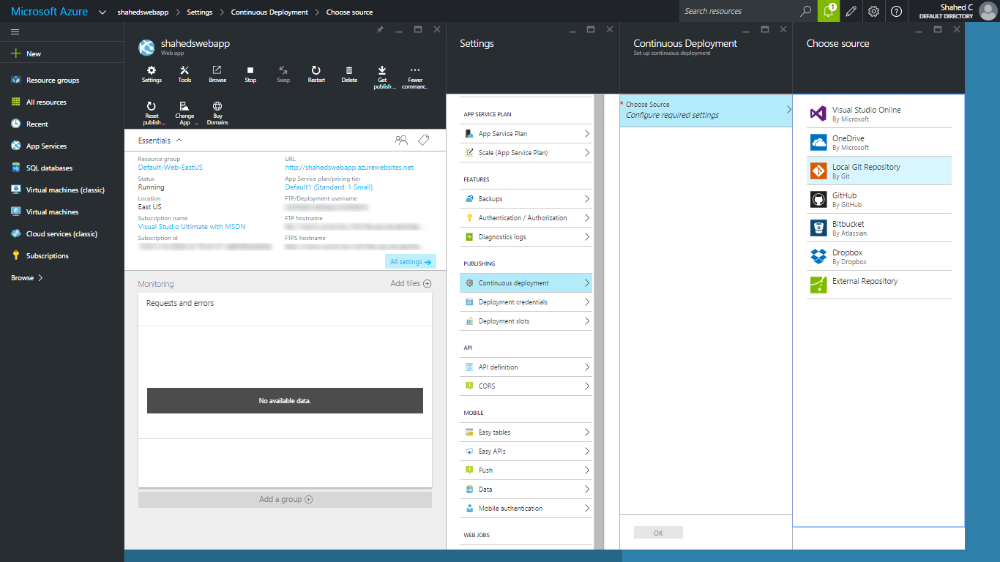 Microsoft Azure
shahedswebapp
Settings
Continuous Deployment
Choose source
Search resources
1
Shahed C
DEFAULT DIRECTORY
New
Resource groups
All resources
Recent
App Services
SQL databases
Virtual machines (classic)
Virtual machines
Cloud services (classic)
Subscriptions
Browse
shahedswebapp
Web app
Settings
Tools
Browse
Stop
Swap
Restart
Delete
Get publish...
Fewer commanc...
Reset publish...
Change App ...
Buy Domains
Essentials
Resource group
Default-Web-EastUS
Status
Running
Location
East US
Subscription name
Visual Studio Ultimate with MSDN
Subscription id
URL
http://shahedswebapp.azurewebsites.net
App Service plan/pricing tier
Default1 (Standard: 1 Small)
FTP/Deployment username
FTP hostname
FTPS hostname
All settings
Monitoring
Add tiles
Requests and errors
No available data.
Add a group
Settings
APP SERVICE PLAN
App Service Plan
Scale (App Service Plan)
FEATURES
Backups
Authentication / Authorization
Diagnostics logs
PUBLISHING
Continuous deployment
Deployment credentials
Deployment slots
API
API definition
CORS
MOBILE
Easy tables
Easy APIs
Push
Data
Mobile authentication
WEB JOBS
Continuous Deployment
Set up continuous deployment
* Choose Source
Configure required settings
OK
Choose source
Visual Studio Online
By Microsoft
OneDrive
By Microsoft
Local Git Repository
By Git
GitHub
By GitHub
Bitbucket
By Atlassian
Dropbox
By Dropbox
External Repository